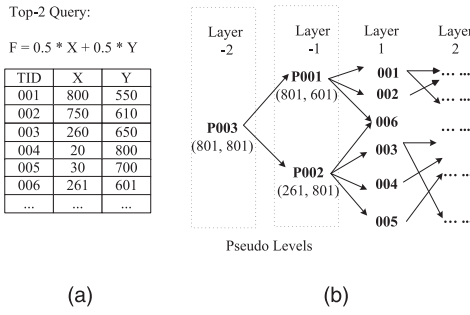 Top-2 Query:
F = 0.5 * X + 0.5 * Y
TID X Y
001 800 550
002 750 610
003 260 650
004 20 800
005 30 700
006 261 601
... ... ...
(a)
Layer -2
Layer -1
Layer 1
Layer 2
P003
(801, 801)
P001
(801, 601)
P002
(261, 801)
001
002
006
003
004
005
... ...
... ...
... ...
... ...
Pseudo Levels
(b)